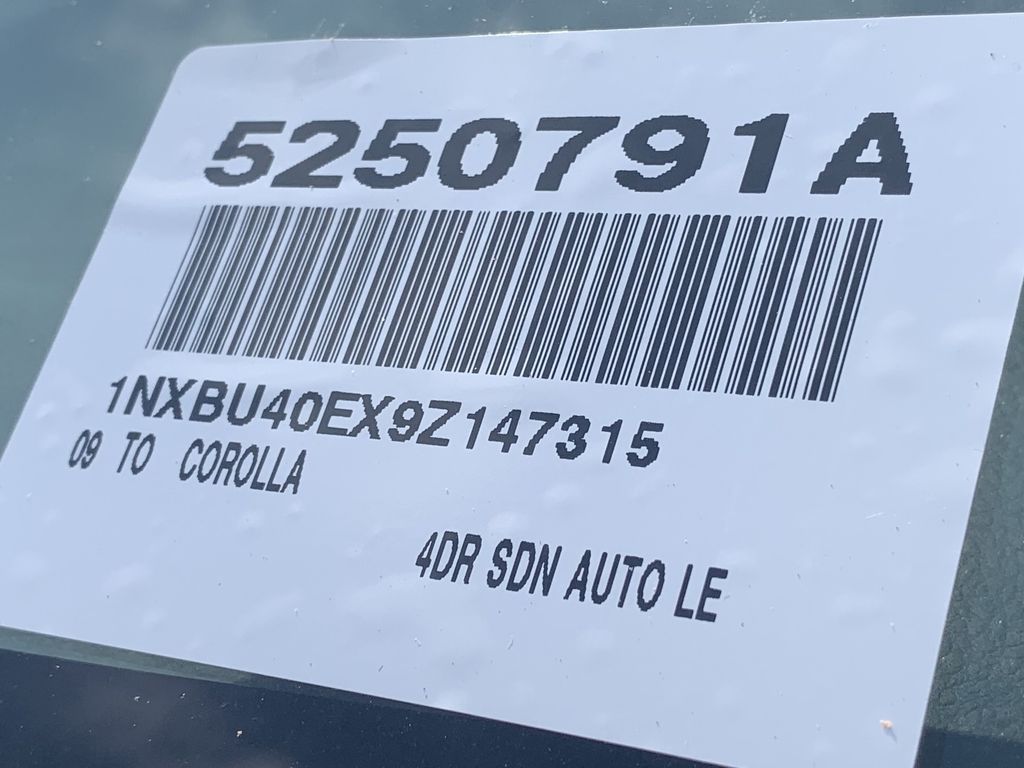 5250791A
1NXBU40EX9Z147315
09 TO COROLLA
4DR SDN AUTO LE